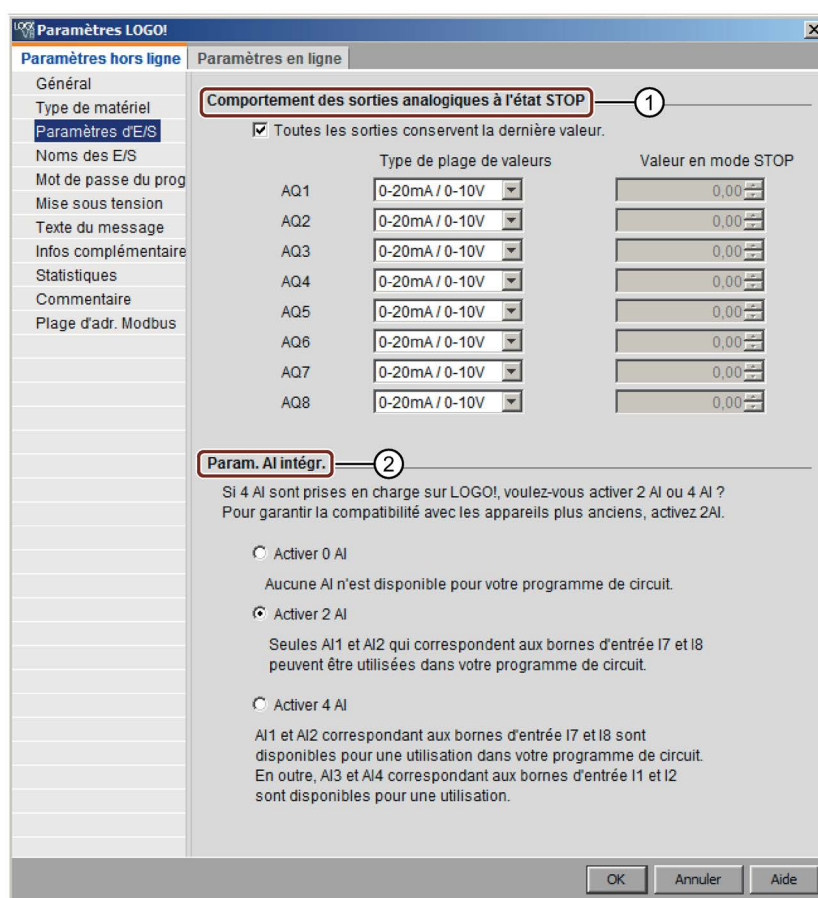 Paramètres LOGO!
Paramètres hors ligne
Paramètres en ligne
Général
Type de matériel
Paramètres d'E/S
Noms des E/S
Mot de passe du prog
Mise sous tension
Texte du message
Infos complémentaire
Statistiques
Commentaire
Plage d'adr. Modbus
Comportement des sorties analogiques à l'état STOP
1
Toutes les sorties conservent la dernière valeur.
Type de plage de valeurs Valeur en mode STOP
AQ1 0-20mA / 0-10V 0,00
AQ2 0-20mA / 0-10V 0,00
AQ3 0-20mA / 0-10V 0,00
AQ4 0-20mA / 0-10V 0,00
AQ5 0-20mA / 0-10V 0,00
AQ6 0-20mA / 0-10V 0,00
AQ7 0-20mA / 0-10V 0,00
AQ8 0-20mA / 0-10V 0,00
Param. AI intégr.
2
Si 4 AI sont prises en charge sur LOGO!, voulez-vous activer 2 AI ou 4 AI ?
Pour garantir la compatibilité avec les appareils plus anciens, activez 2AI.
Activer 0 AI
Aucune AI n'est disponible pour votre programme de circuit.
Activer 2 AI
Seules AI1 et AI2 qui correspondent aux bornes d'entrée I7 et I8
peuvent être utilisées dans votre programme de circuit.
Activer 4 AI
AI1 et AI2 correspondant aux bornes d'entrée I7 et I8 sont
disponibles pour une utilisation dans votre programme de circuit.
En outre, AI3 et AI4 correspondant aux bornes d'entrée I1 et I2
sont disponibles pour une utilisation.
OK
Annuler
Aide